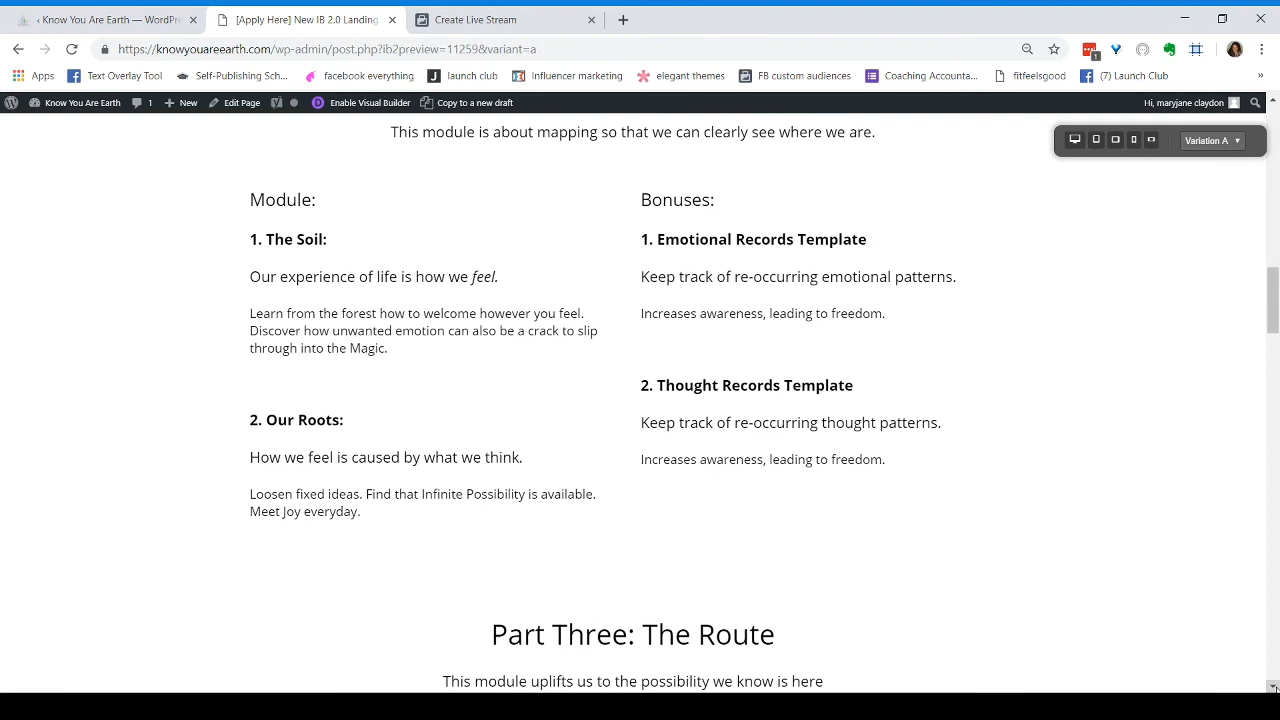 ‹ Know You Are Earth — WordPre
[Apply Here] New IB 2.0 Landing
Create Live Stream
https://knowyouareearth.com/wp-admin/post.php?ib2preview=11259&variant=a
1
Apps
Text Overlay Tool
Self-Publishing Sch...
facebook everything
launch club
Influencer marketing
elegant themes
FB custom audiences
Coaching Accounta...
fitfeelsgood
(7) Launch Club
»
Know You Are Earth
1
New
Edit Page
Enable Visual Builder
Copy to a new draft
Hi, maryjane claydon
Variation A
This module is about mapping so that we can clearly see where we are.
Module:
1. The Soil:
Our experience of life is how we feel.
Learn from the forest how to welcome however you feel.
Discover how unwanted emotion can also be a crack to slip
through into the Magic.
2. Our Roots:
How we feel is caused by what we think.
Loosen fixed ideas. Find that Infinite Possibility is available.
Meet Joy everyday.
Bonuses:
1. Emotional Records Template
Keep track of re-occurring emotional patterns.
Increases awareness, leading to freedom.
2. Thought Records Template
Keep track of re-occurring thought patterns.
Increases awareness, leading to freedom.
Part Three: The Route
This module uplifts us to the possibility we know is here